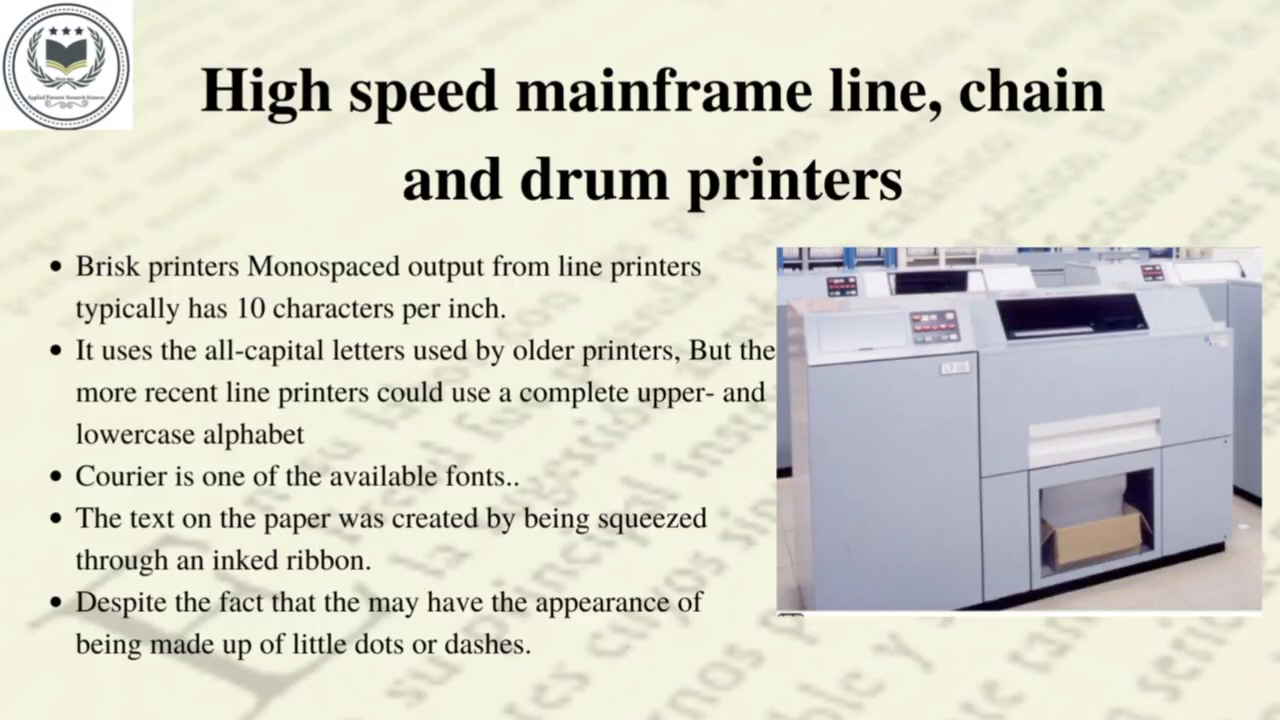 High speed mainframe line, chain
and drum printers
Brisk printers Monospaced output from line printers
typically has 10 characters per inch.
It uses the all-capital letters used by older printers, But the
more recent line printers could use a complete upper- and
lowercase alphabet
Courier is one of the available fonts..
The text on the paper was created by being squeezed
through an inked ribbon.
Despite the fact that the may have the appearance of
being made up of little dots or dashes.
Applied Forensic Research Sciences